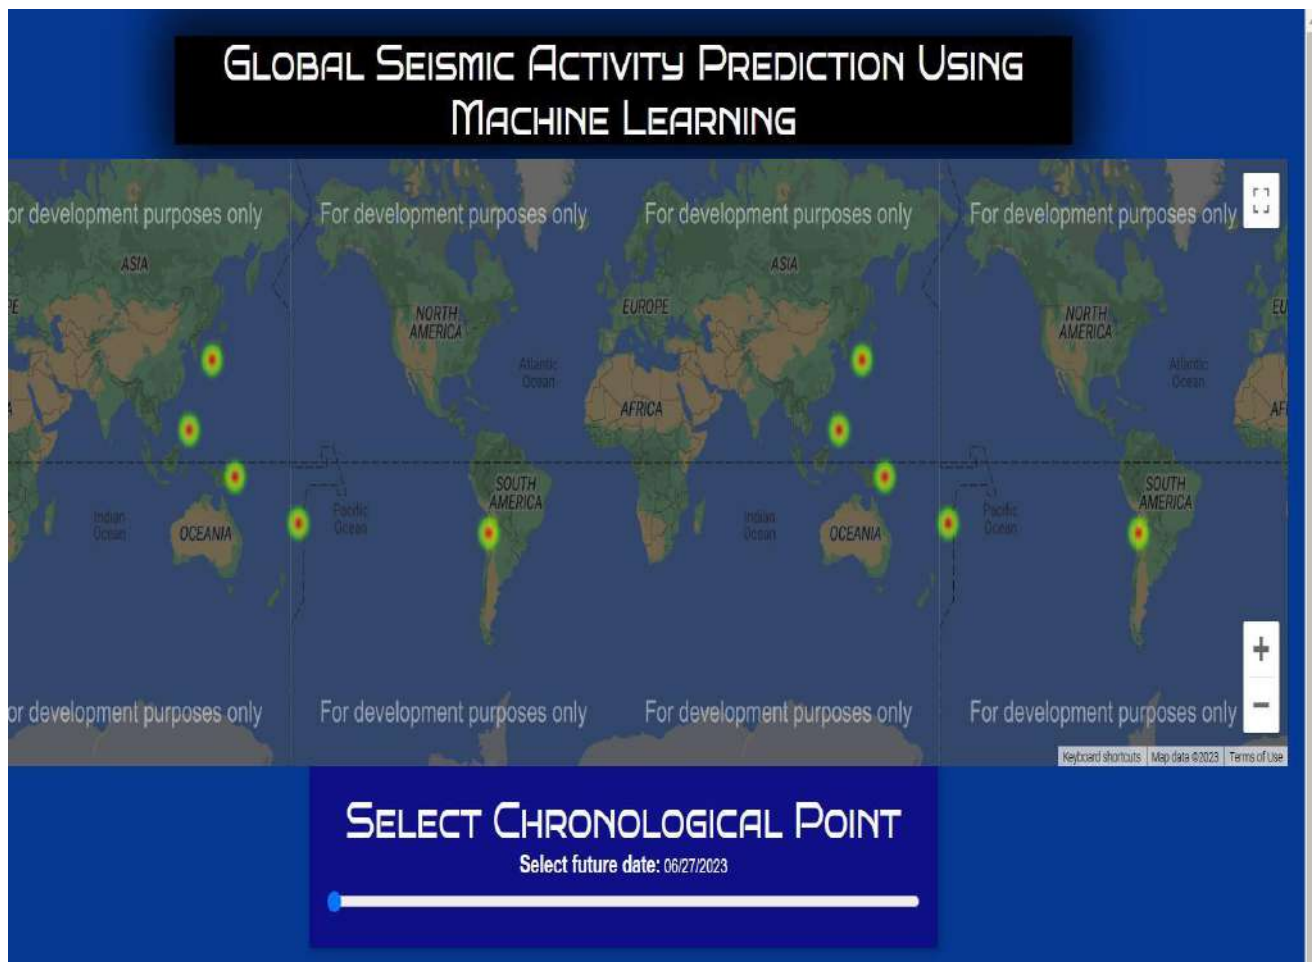 GLOBAL SEISMIC ACTIVITY PREDICTION USING
MACHINE LEARNING
or development purposes only
For development purposes only
For development purposes only
For development purposes only
ASIA
ASIA
NORTH
AMERICA
EUROPE
NORTH
AMERICA
EU
PE
Atlantic
Ocean
Atlantic
Ocean
AFRICA
AF
A
SOUTH
AMERICA
SOUTH
AMERICA
Indian
Ocean
OCEANIA
Pacific
Ocean
Indian
Ocean
OCEANIA
Pacific
Ocean
or development purposes only
For development purposes only
For development purposes only
For development purposes only
Keyboard shortcuts Map data ©2023 Terms of Use
SELECT CHRONOLOGICAL POINT
Select future date: 06/27/2023